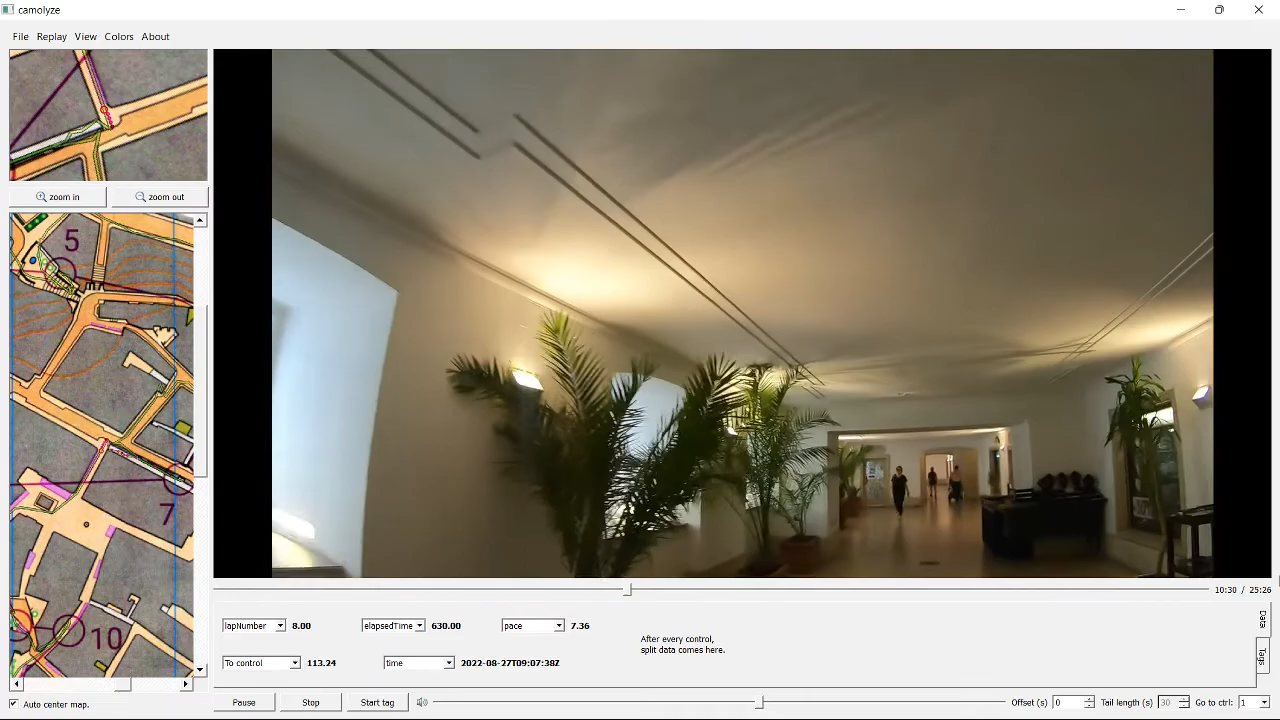 camolyze
File Replay View Colors About
zoom in zoom out
5
7
10
10:30 / 25:26
lapNumber 8.00 elapsedTime 630.00 pace 7.36
After every control,
split data comes here.
To control 113.24 time 2022-08-27T09:07:38Z
Data
Tags
Auto center map.
Pause Stop Start tag Offset (s) 0 Tail length (s) 30 Go to ctrl: 1